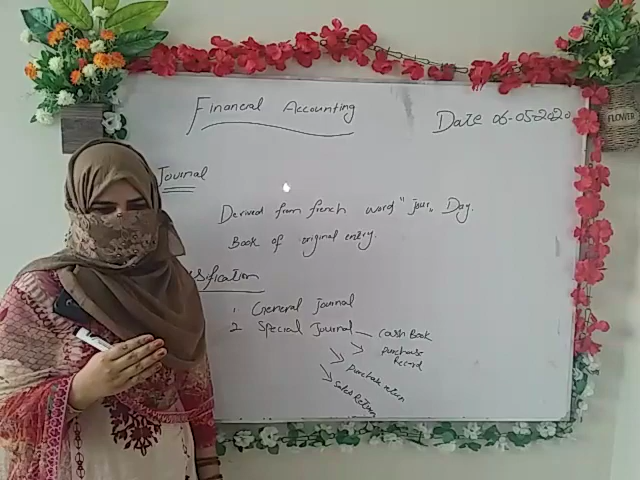 Financial Accounting
Date 06-05-2020
Journal
Derived from french word "Jour" Day.
Book of original entry.
sification
1 General Journal
2 Special Journal — Cash Book
Purchase
Record
Purchase return
Sales Return
FLOWER